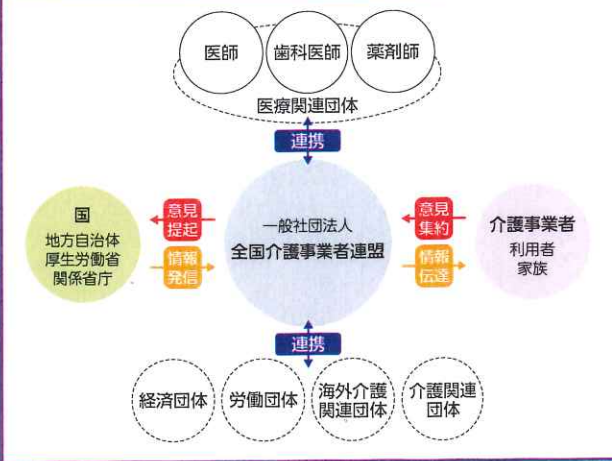 医師
歯科医師
薬剤師
医療関連団体
連携
国
地方自治体
厚生労働省
関係省庁
意見
提起
情報
発信
一般社団法人
全国介護事業者連盟
意見
集約
情報
伝達
介護事業者
利用者
家族
連携
経済団体
労働団体
海外介護
関連団体
介護関連
団体